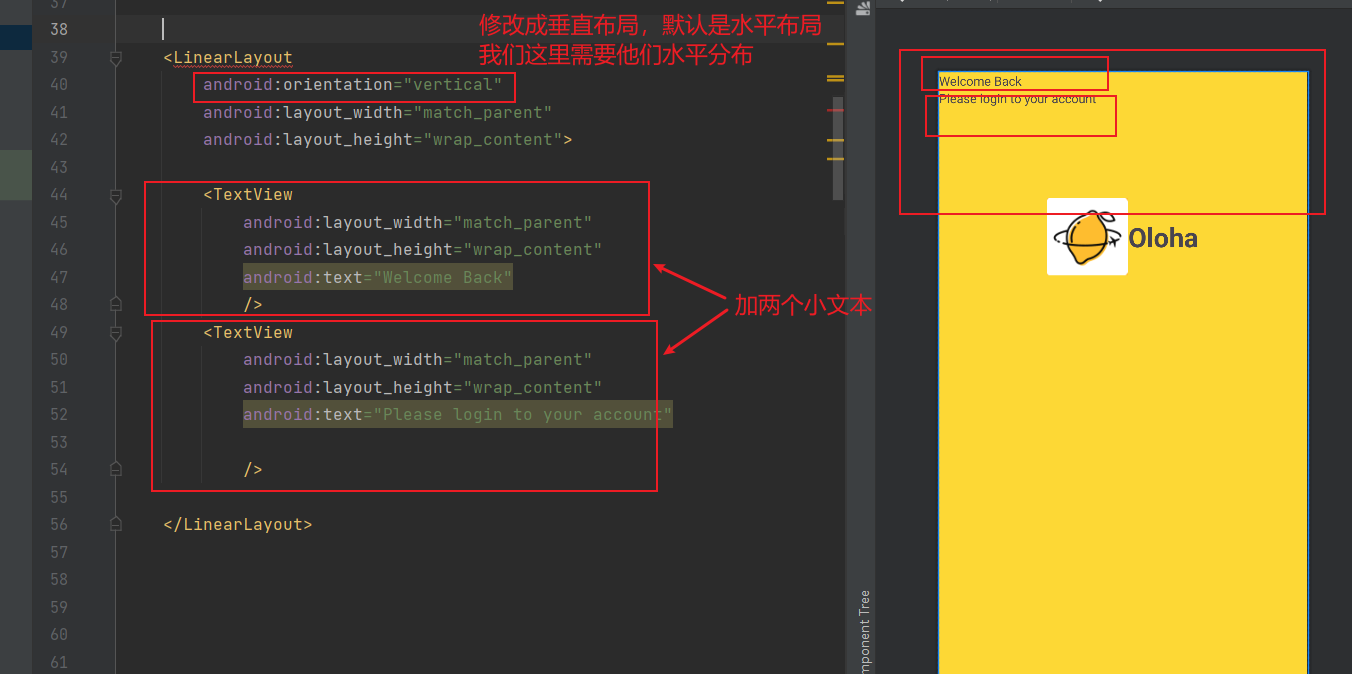 37
38
修改成垂直布局，默认是水平布局
我们这里需要他们水平分布
39 <LinearLayout
40 android:orientation="vertical"
41 android:layout_width="match_parent"
42 android:layout_height="wrap_content">
43
44 <TextView
45 android:layout_width="match_parent"
46 android:layout_height="wrap_content"
47 android:text="Welcome Back"
48 />
49 <TextView
50 android:layout_width="match_parent"
51 android:layout_height="wrap_content"
52 android:text="Please login to your account"
53
54 />
55
56 </LinearLayout>
57
58
59
60
61
加两个小文本
mponent Tree
Welcome Back
Please login to your account
Oloha